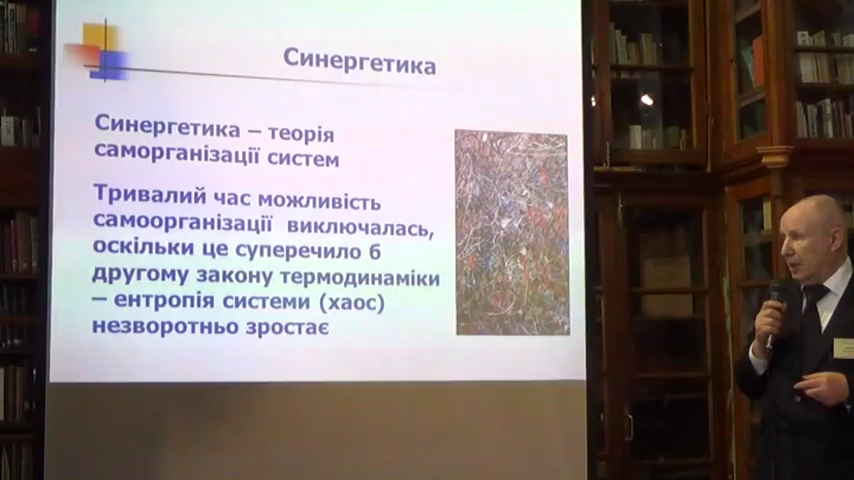 Синергетика
Синергетика – теорія
саморганізації систем
Тривалий час можливість
самоорганізації виключалась,
оскільки це суперечило б
другому закону термодинаміки
– ентропія системи (хаос)
незворотньо зростає